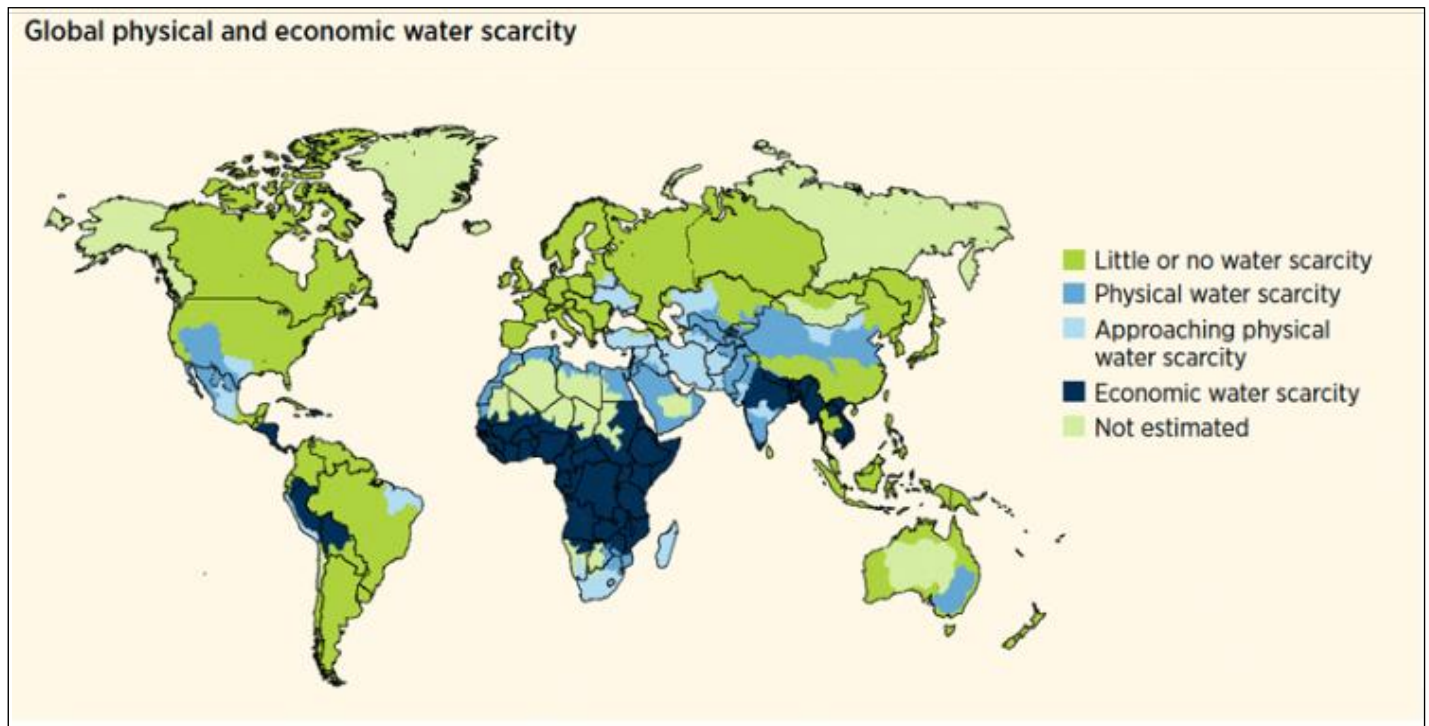 Global physical and economic water scarcity
Little or no water scarcity
Physical water scarcity
Approaching physical
water scarcity
Economic water scarcity
Not estimated